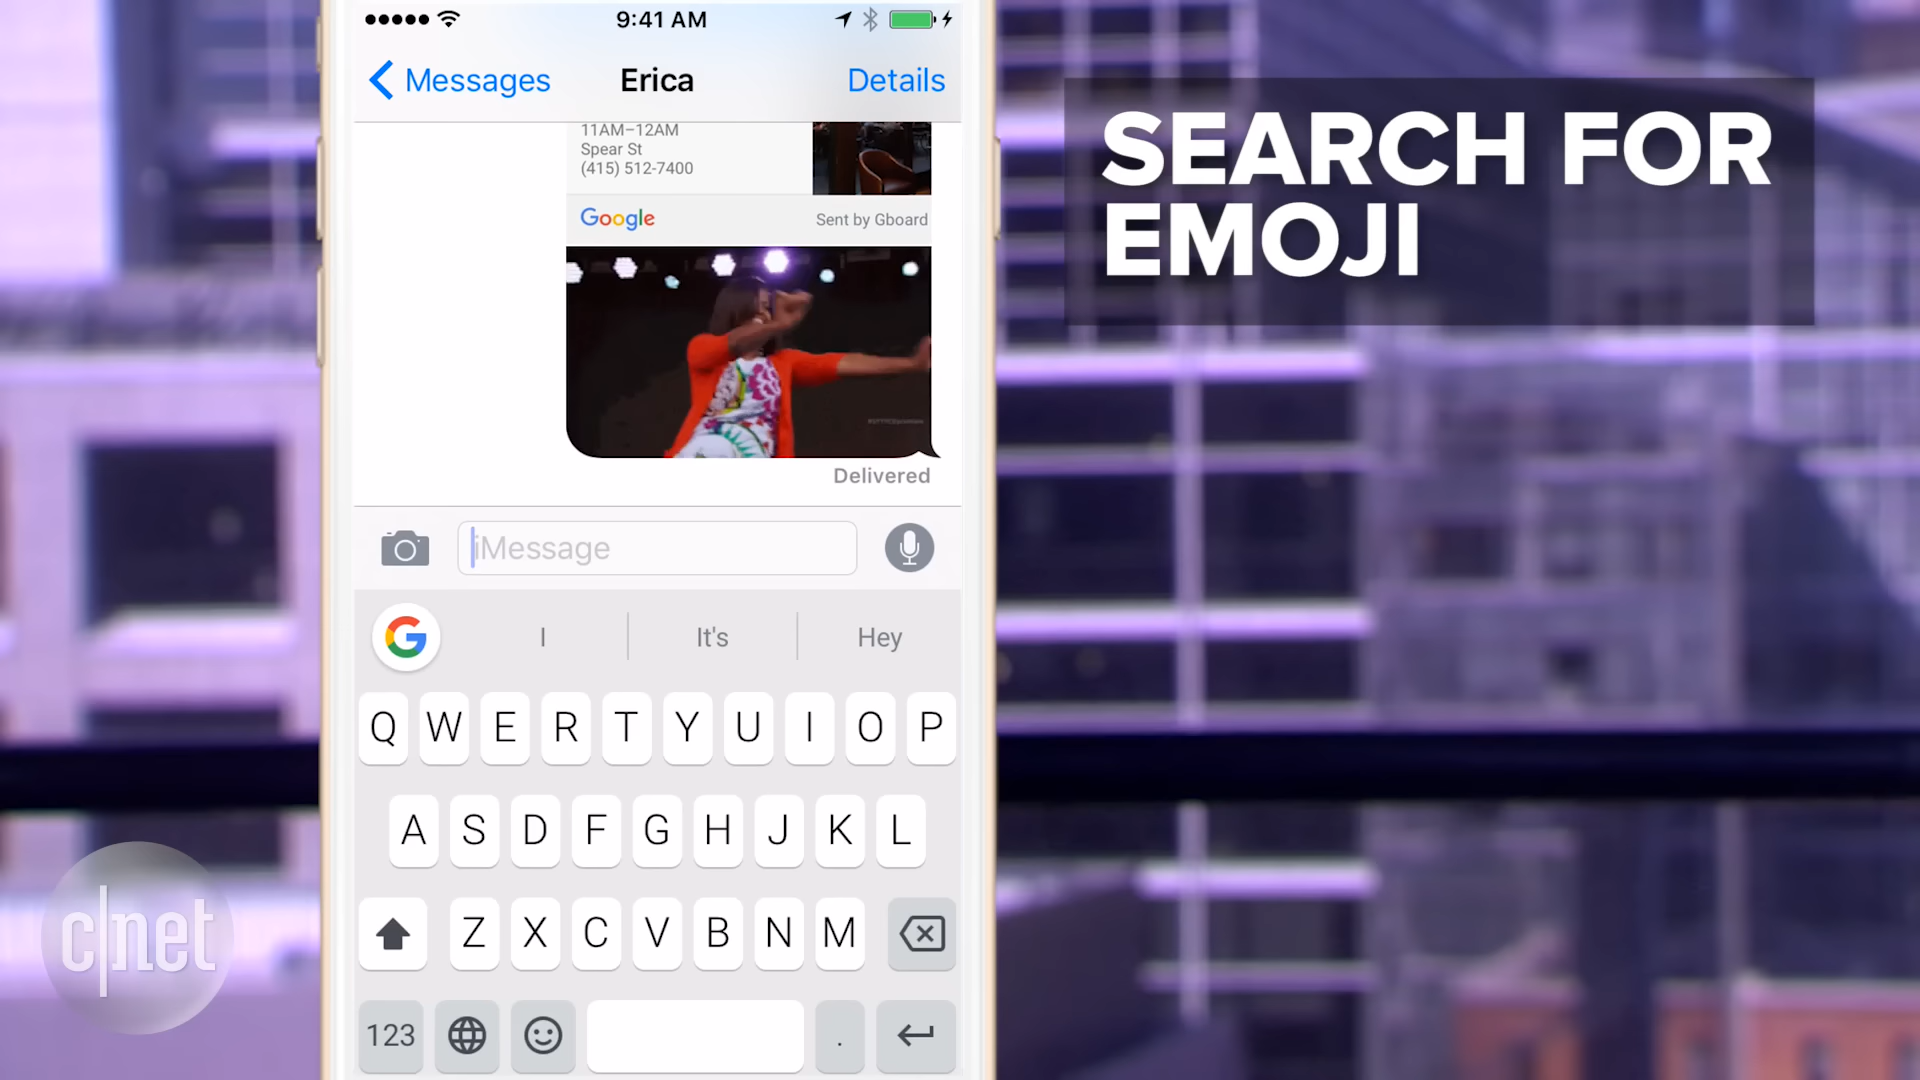 9:41 AM
Messages
Erica
Details
SEARCH FOR
EMOJI
11AM–12AM
Spear St
(415) 512-7400
Google
Sent by Gboard
Delivered
iMessage
I
It's
Hey
Q W E R T Y U I O P
A S D F G H J K L
Z X C V B N M
123
.
c|net